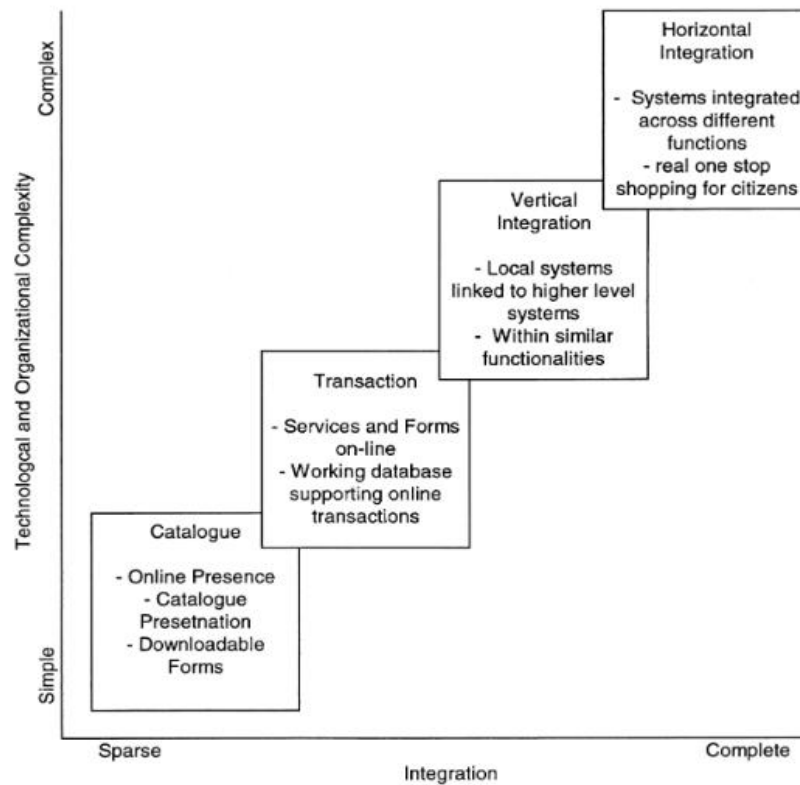 Horizontal
Integration
- Systems integrated
across different
functions
- real one stop
shopping for citizens
Vertical
Integration
- Local systems
linked to higher level
systems
- Within similar
functionalities
Transaction
- Services and Forms
on-line
- Working database
supporting online
transactions
Catalogue
- Online Presence
- Catalogue
Presetnation
- Downloadable
Forms
Complex
Technologcal and Organizational Complexity
Simple
Sparse
Complete
Integration